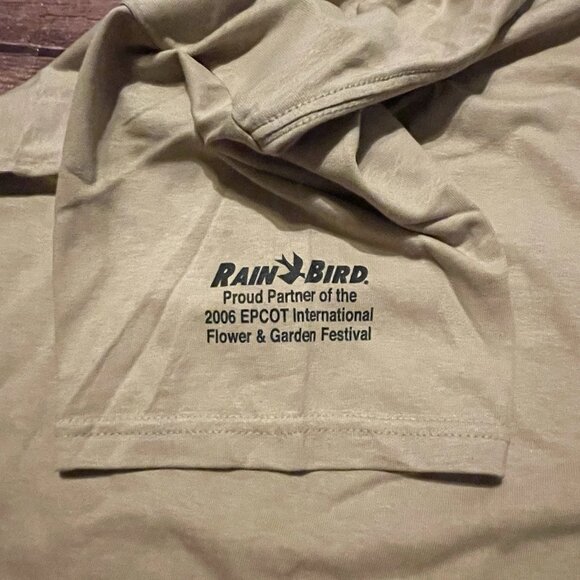 RAIN BIRD®
Proud Partner of the
2006 EPCOT International
Flower & Garden Festival